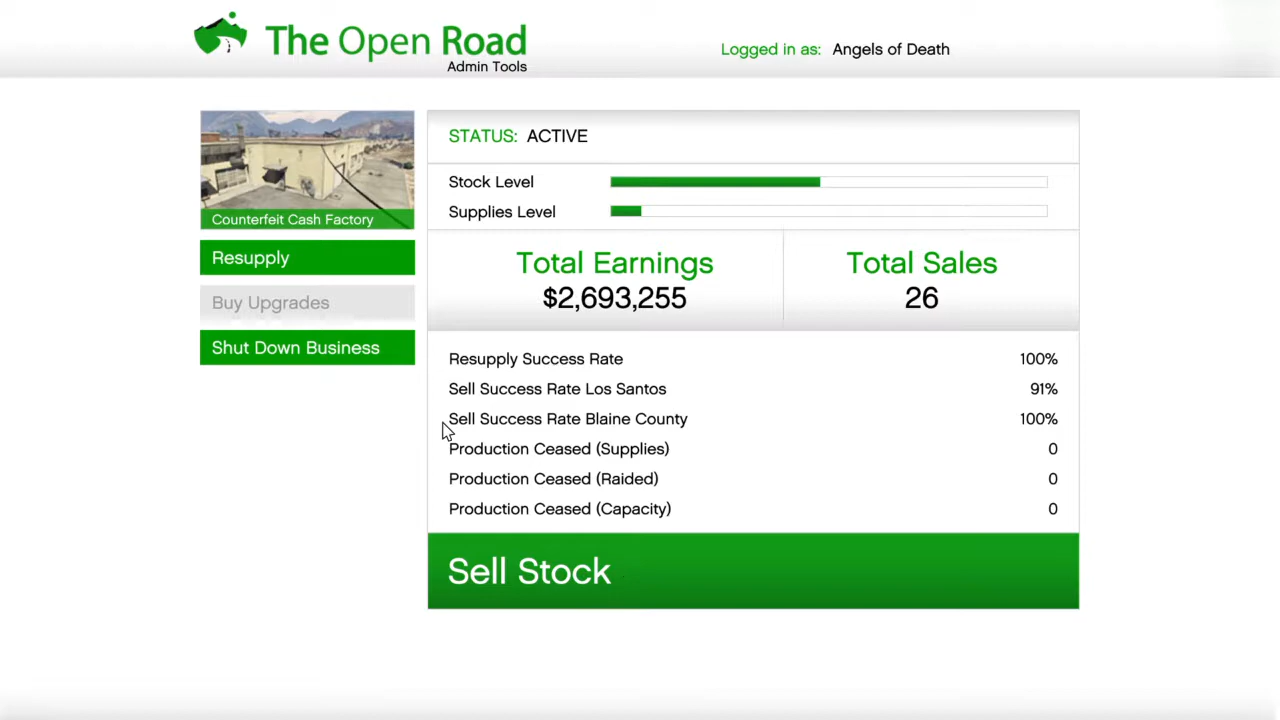 The Open Road
Admin Tools
Logged in as: Angels of Death
Counterfeit Cash Factory
Resupply
Buy Upgrades
Shut Down Business
STATUS: ACTIVE
Stock Level
Supplies Level
Total Earnings
$2,693,255
Total Sales
26
Resupply Success Rate 100%
Sell Success Rate Los Santos 91%
Sell Success Rate Blaine County 100%
Production Ceased (Supplies) 0
Production Ceased (Raided) 0
Production Ceased (Capacity) 0
Sell Stock